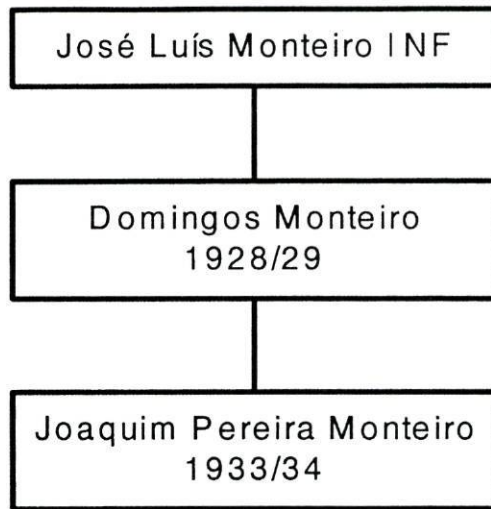 José Luís Monteiro INF
Domingos Monteiro
1928/29
Joaquim Pereira Monteiro
1933/34